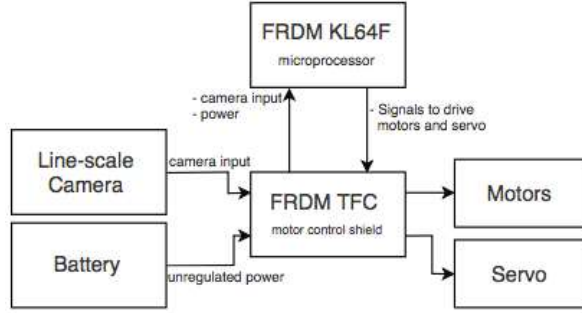 FRDM KL64F
microprocessor
- camera input
- power
- Signals to drive
motors and servo
Line-scale
Camera
camera input
FRDM TFC
motor control shield
Motors
Battery
unregulated power
Servo